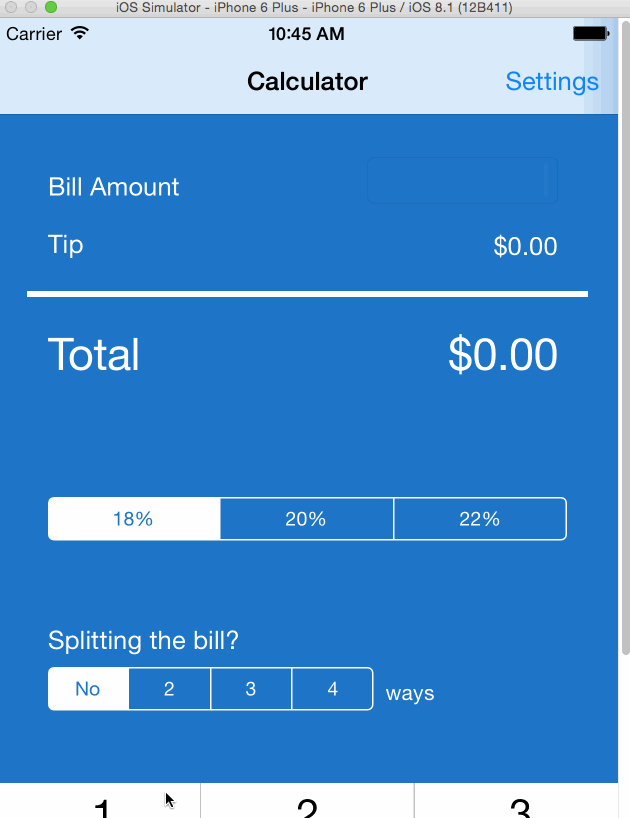 iOS Simulator - iPhone 6 Plus - iPhone 6 Plus / iOS 8.1 (12B411)
Carrier 10:45 AM
Calculator Settings
Bill Amount
Tip $0.00
Total $0.00
18% 20% 22%
Splitting the bill?
No 2 3 4 ways
1 2 3